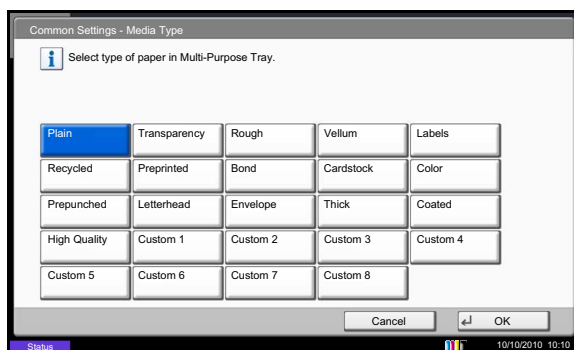 Common Settings - Media Type
Select type of paper in Multi-Purpose Tray.
Plain Transparency Rough Vellum Labels
Recycled Preprinted Bond Cardstock Color
Prepunched Letterhead Envelope Thick Coated
High Quality Custom 1 Custom 2 Custom 3 Custom 4
Custom 5 Custom 6 Custom 7 Custom 8
Cancel OK
Status 10/10/2010 10:10